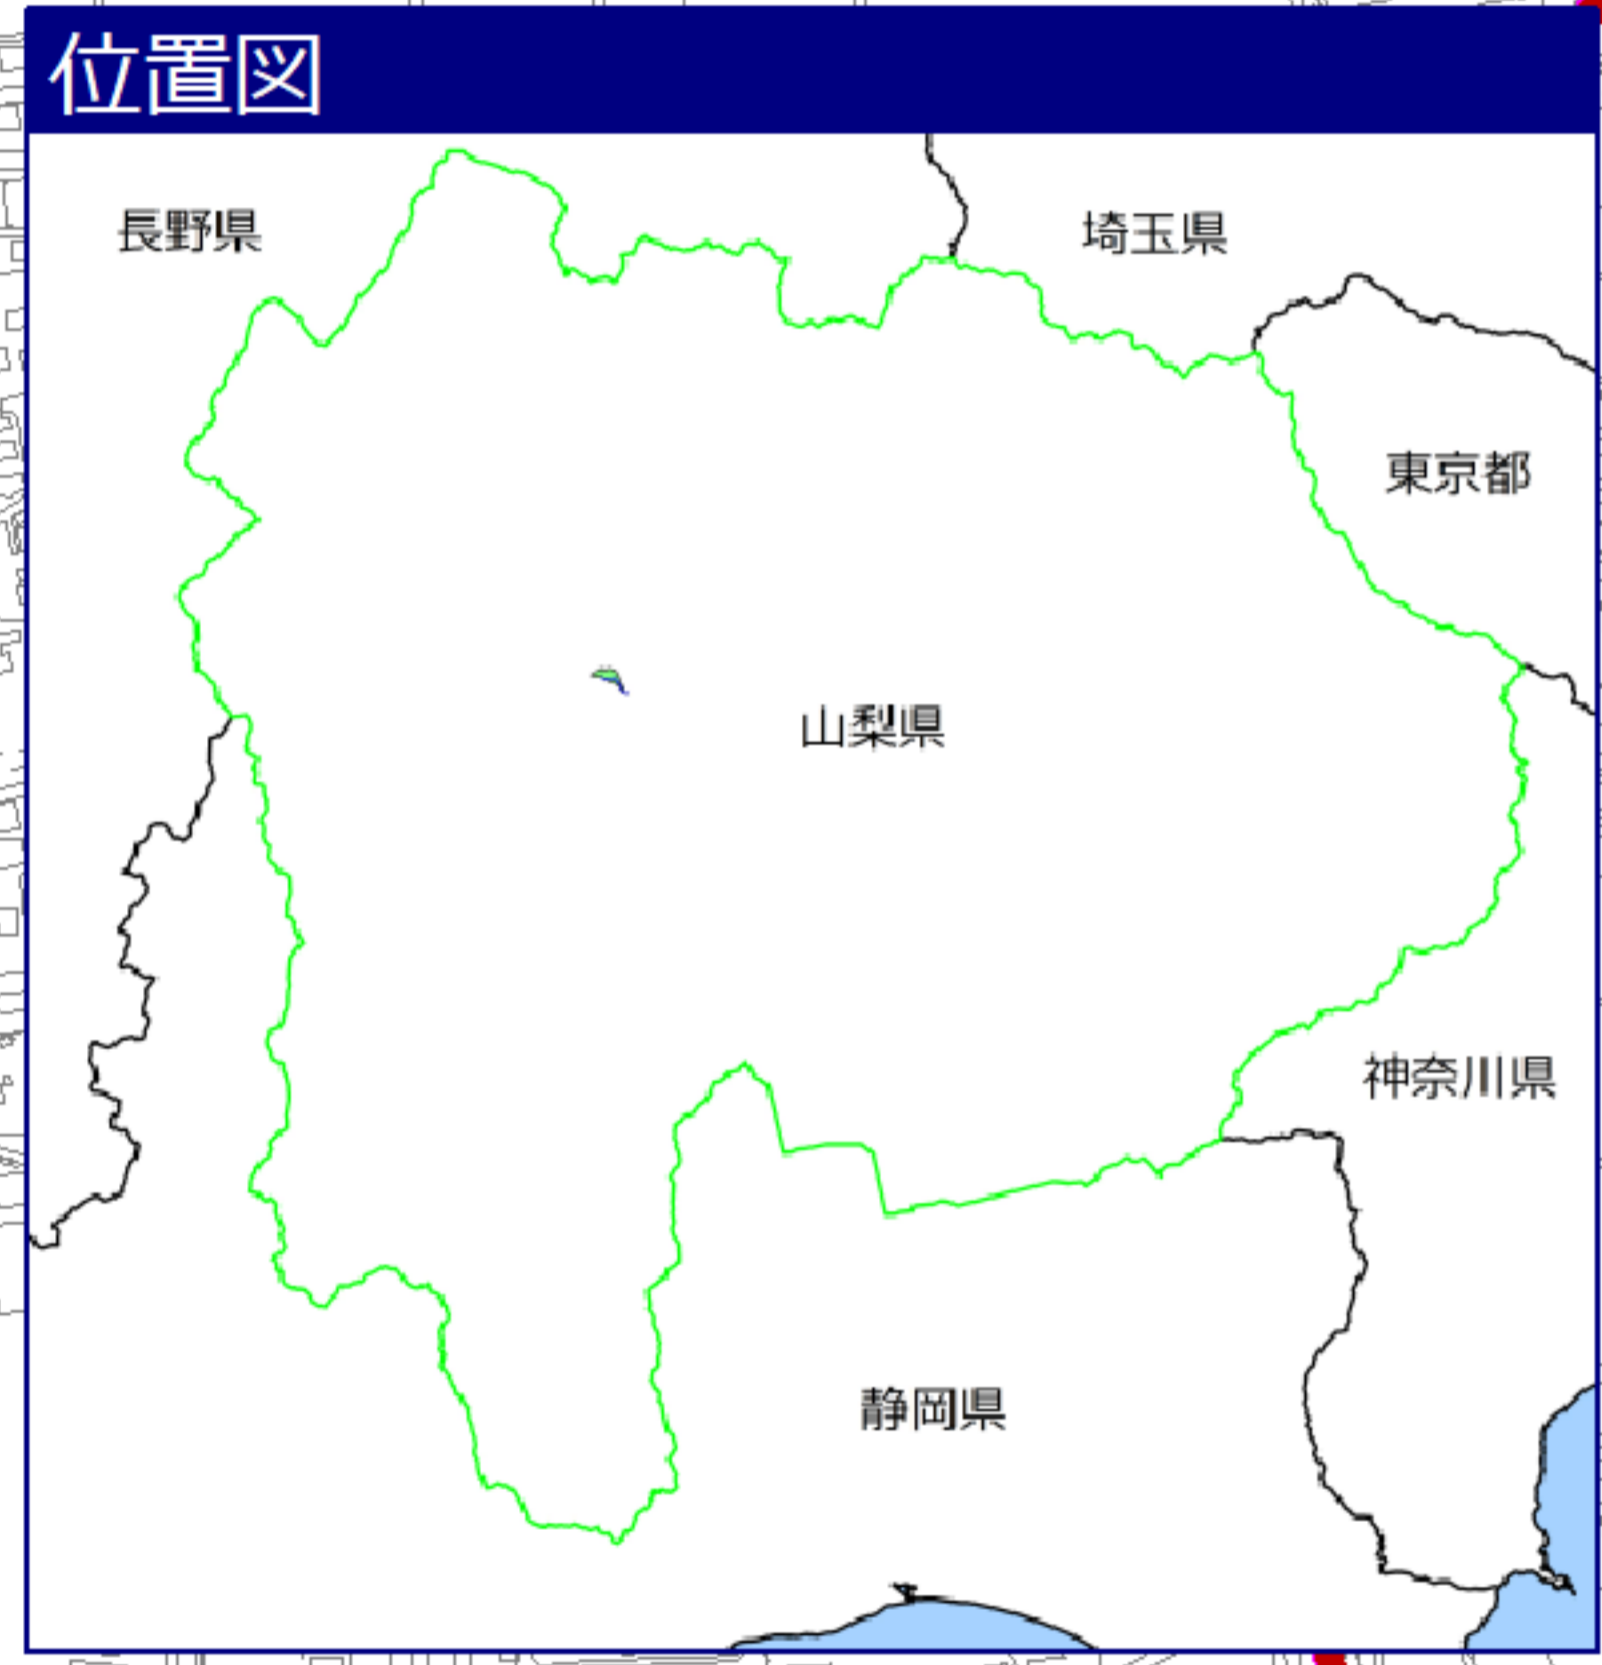 位置図
長野県
埼玉県
東京都
山梨県
神奈川県
静岡県